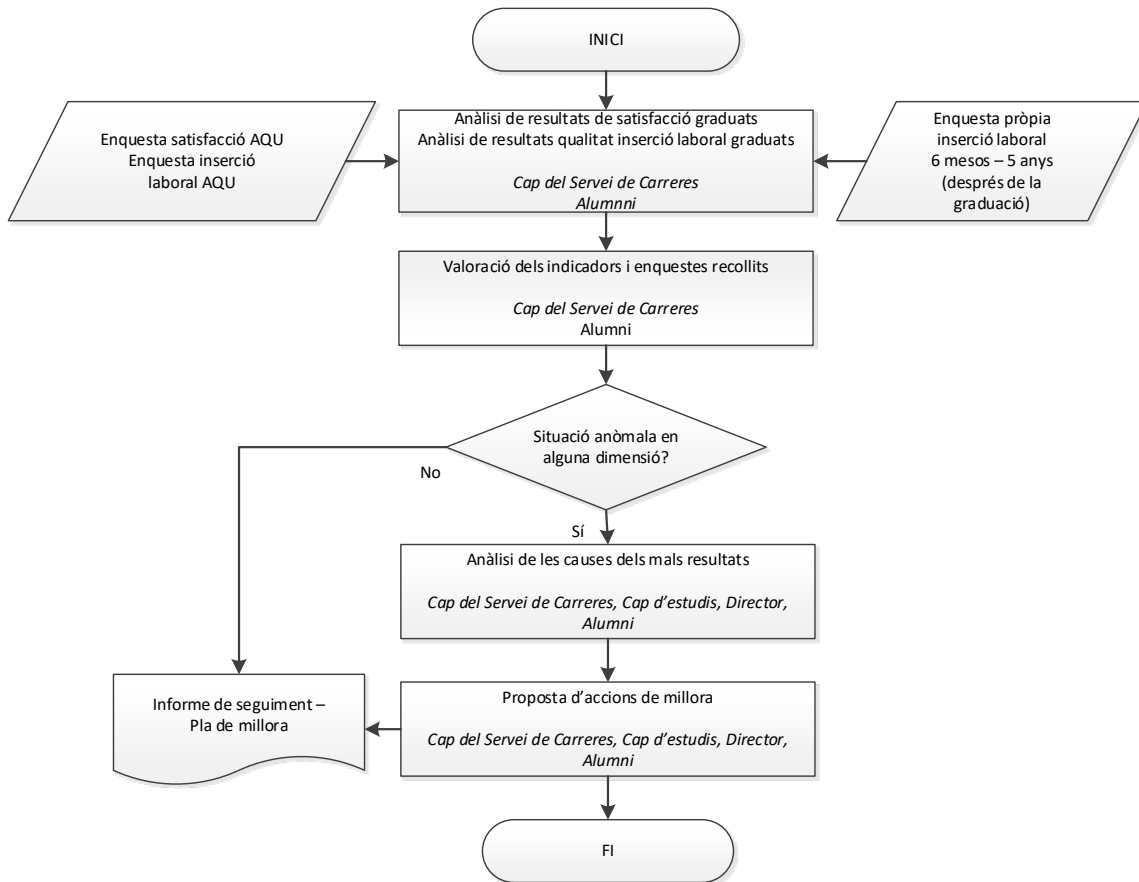 INICI
Enquesta satisfacció AQU
Enquesta inserció
laboral AQU
Anàlisi de resultats de satisfacció graduats
Anàlisi de resultats qualitat inserció laboral graduats
Cap del Servei de Carreres
Alumnni
Enquesta pròpia
inserció laboral
6 mesos – 5 anys
(després de la
graduació)
Valoració dels indicadors i enquestes recollits
Cap del Servei de Carreres
Alumni
Situació anòmala en
alguna dimensió?
No
Sí
Anàlisi de les causes dels mals resultats
Cap del Servei de Carreres, Cap d’estudis, Director,
Alumni
Informe de seguiment –
Pla de millora
Proposta d’accions de millora
Cap del Servei de Carreres, Cap d’estudis, Director,
Alumni
FI